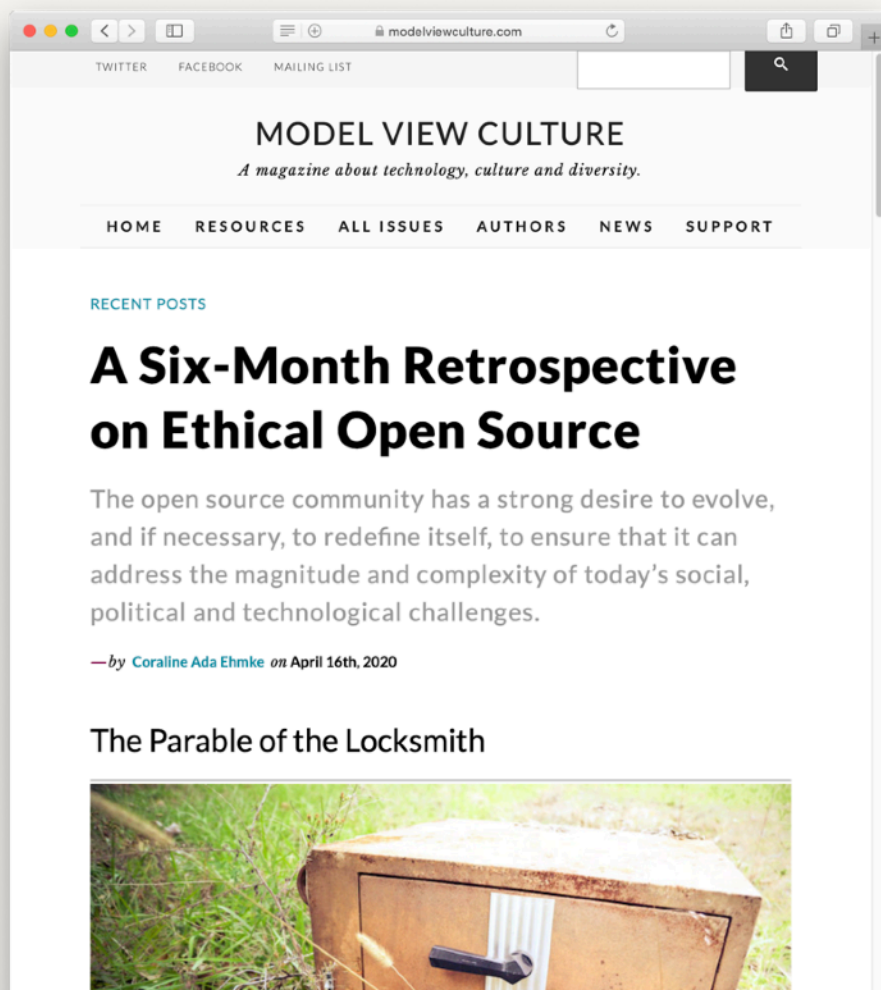 modelviewculture.com
TWITTER FACEBOOK MAILING LIST
MODEL VIEW CULTURE
A magazine about technology, culture and diversity.
HOME RESOURCES ALL ISSUES AUTHORS NEWS SUPPORT
RECENT POSTS
A Six-Month Retrospective
on Ethical Open Source
The open source community has a strong desire to evolve,
and if necessary, to redefine itself, to ensure that it can
address the magnitude and complexity of today’s social,
political and technological challenges.
—by Coraline Ada Ehmke on April 16th, 2020
The Parable of the Locksmith